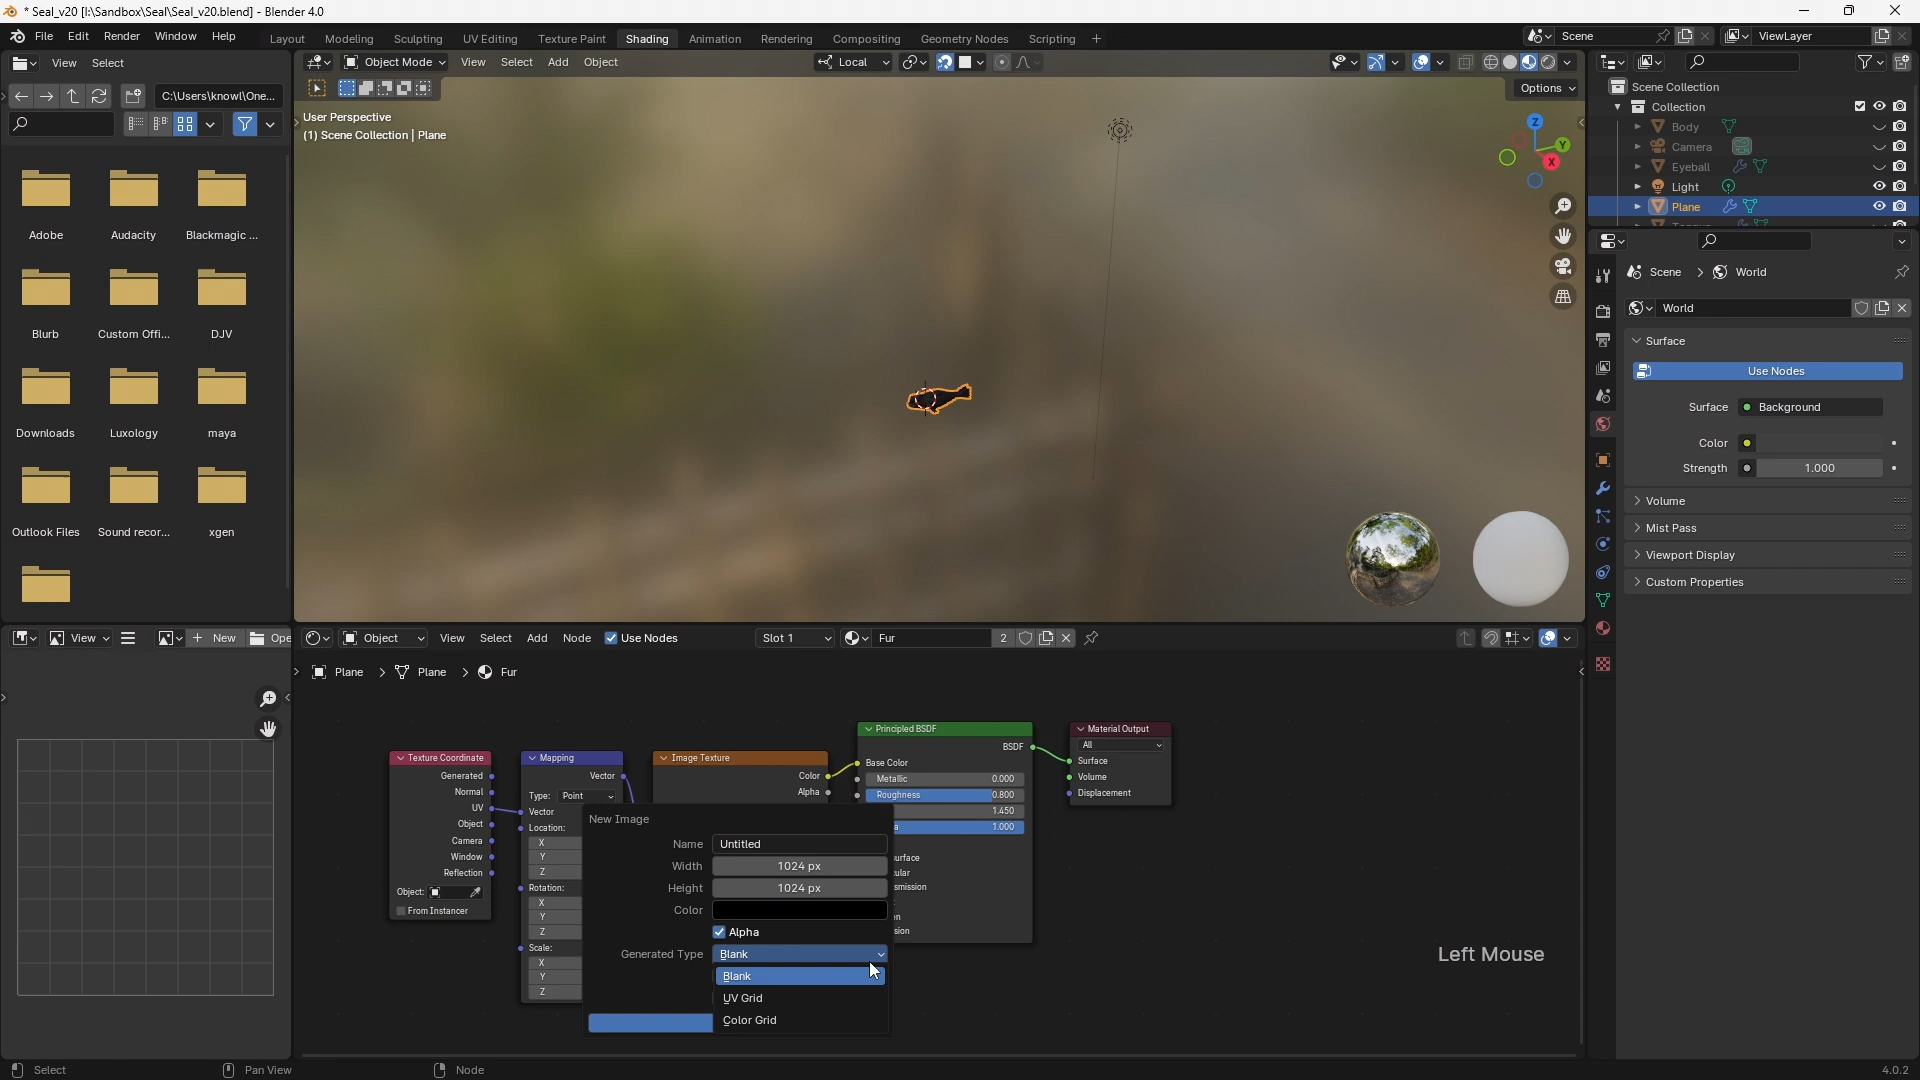 * Seal_v20 [I:\Sandbox\Seal\Seal_v20.blend] - Blender 4.0
File Edit Render Window Help
Layout Modeling Sculpting UV Editing Texture Paint Shading Animation Rendering Compositing Geometry Nodes Scripting +
Scene
ViewLayer
View Select
C:\Users\knowl\One...
Adobe Audacity Blackmagic ...
Blurb Custom Offi... DJV
Downloads Luxology maya
Outlook Files Sound recor... xgen
Object Mode View Select Add Object
Local
Options
User Perspective
(1) Scene Collection | Plane
Z
Y
X
Scene Collection
Collection
Body
Camera
Eyeball
Light
Plane
Scene > World
World
Surface
Use Nodes
Surface Background
Color
Strength 1.000
Volume
Mist Pass
Viewport Display
Custom Properties
View + New Ope
Object View Select Add Node Use Nodes Slot 1 Fur 2
Plane > Plane > Fur
Texture Coordinate
Generated
Normal
UV
Object
Camera
Window
Reflection
Object:
From Instancer
Mapping
Vector
Type: Point
Vector
Location:
X
Y
Z
Rotation:
X
Y
Z
Scale:
X
Y
Z
Image Texture
Color
Alpha
Principled BSDF
BSDF
Base Color
Metallic 0.000
Roughness 0.800
1.450
a 1.000
urface
ular
smission
en
sion
Material Output
All
Surface
Volume
Displacement
New Image
Name Untitled
Width 1024 px
Height 1024 px
Color
Alpha
Generated Type Blank
Blank
UV Grid
Color Grid
Left Mouse
Select Pan View Node 4.0.2